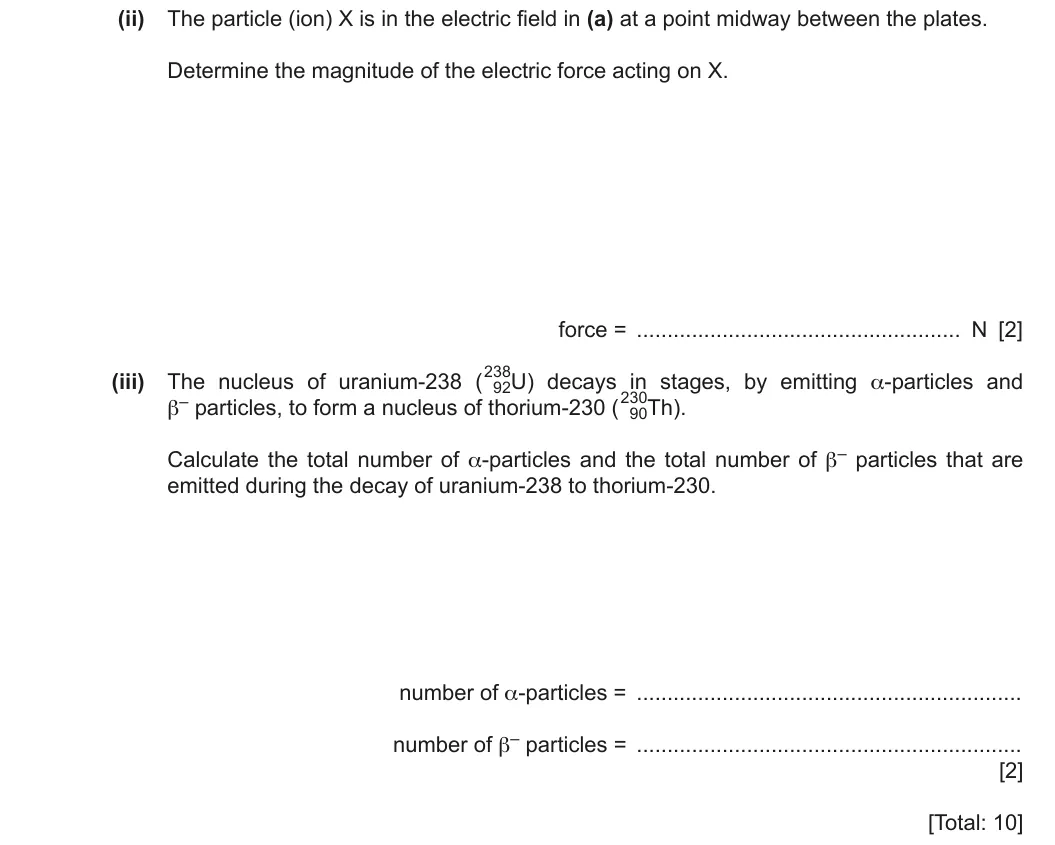 (ii) The particle (ion) X is in the electric field in (a) at a point midway between the plates.
Determine the magnitude of the electric force acting on X.
force = ..................................................... N [2]
(iii) The nucleus of uranium-238 (²³⁸₉₂U) decays in stages, by emitting α-particles and
β⁻ particles, to form a nucleus of thorium-230 (²³⁰₉₀Th).
Calculate the total number of α-particles and the total number of β⁻ particles that are
emitted during the decay of uranium-238 to thorium-230.
number of α-particles = ...............................................................
number of β⁻ particles = ...............................................................
[2]
[Total: 10]